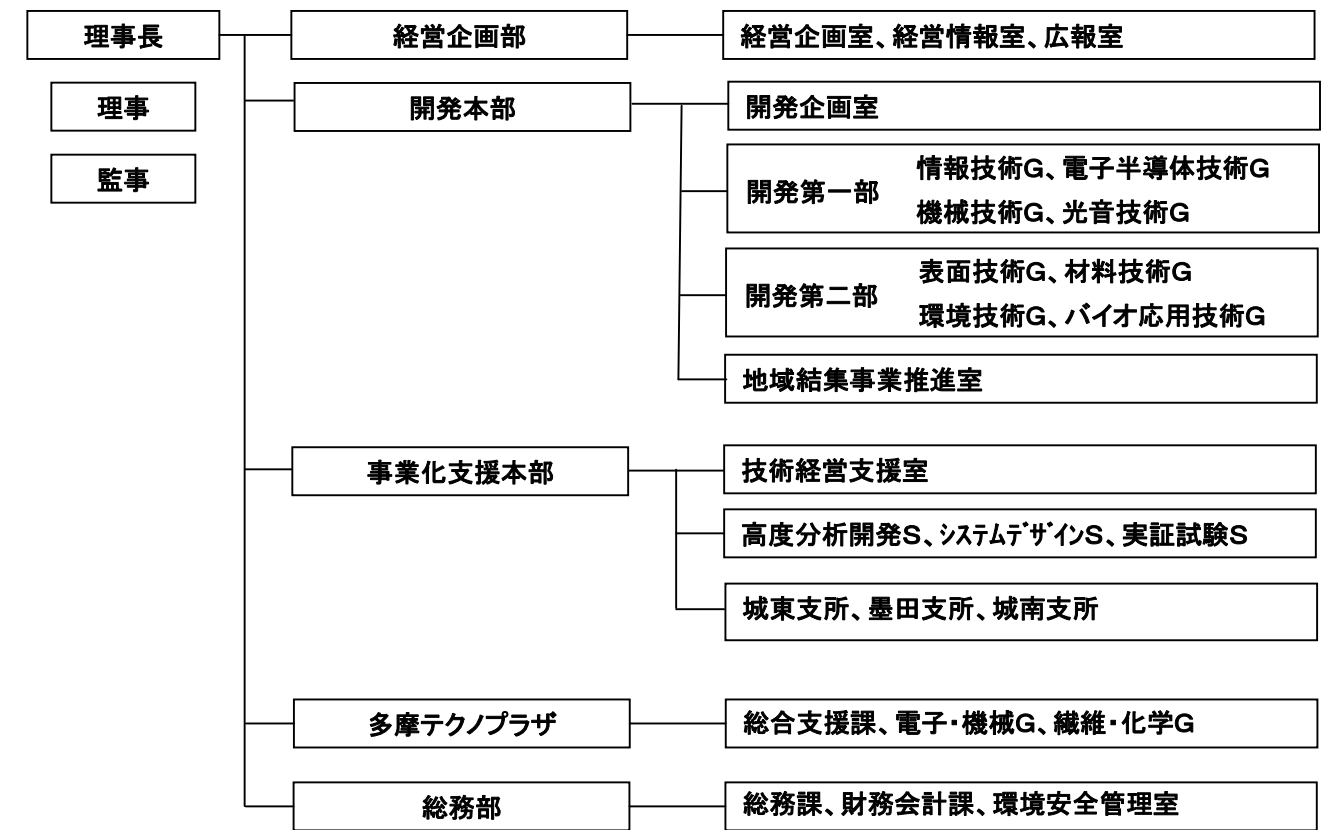 理事長
経営企画部
経営企画室、経営情報室、広報室
理事
監事
開発本部
開発企画室
開発第一部
情報技術G、電子半導体技術G
機械技術G、光音技術G
開発第二部
表面技術G、材料技術G
環境技術G、バイオ応用技術G
地域結集事業推進室
事業化支援本部
技術経営支援室
高度分析開発S、ｼｽﾃﾑﾃﾞｻﾞｲﾝS、実証試験S
城東支所、墨田支所、城南支所
多摩テクノプラザ
総合支援課、電子・機械G、繊維・化学G
総務部
総務課、財務会計課、環境安全管理室